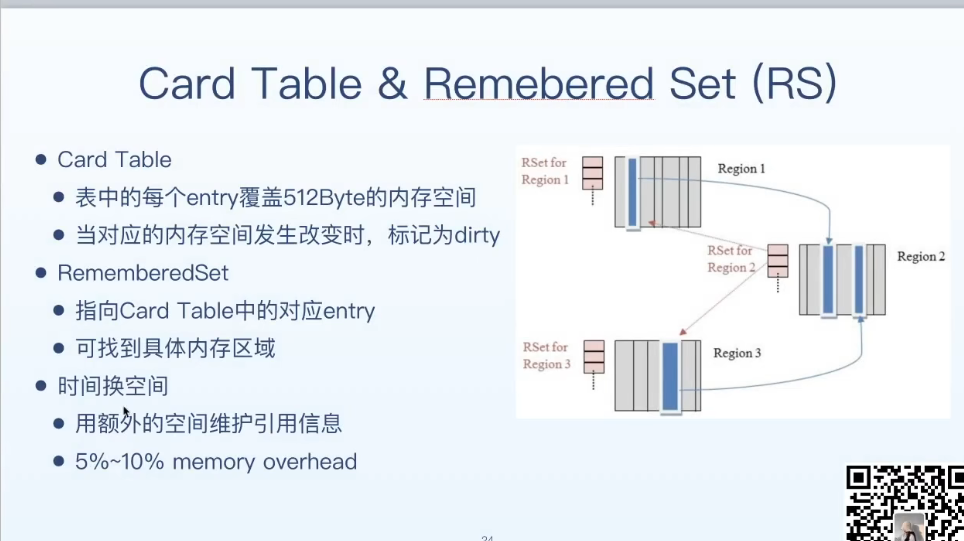 Card Table & Remebered Set (RS)
Card Table
表中的每个entry覆盖512Byte的内存空间
当对应的内存空间发生改变时，标记为dirty
RememberedSet
指向Card Table中的对应entry
可找到具体内存区域
时间换空间
用额外的空间维护引用信息
5%~10% memory overhead
RSet for
Region 1
Region 1
RSet for
Region 2
Region 2
RSet for
Region 3
Region 3